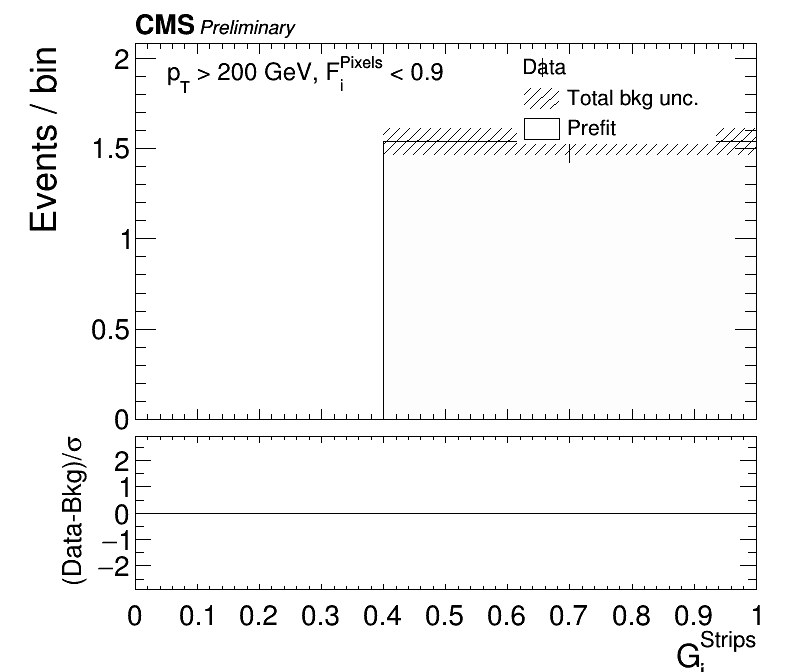 CMS Preliminary
p_T > 200 GeV, F_i^Pixels < 0.9
Data
Total bkg unc.
Prefit
Events / bin
2
1.5
1
0.5
0
(Data-Bkg)/σ
2
1
0
−1
−2
0 0.1 0.2 0.3 0.4 0.5 0.6 0.7 0.8 0.9 1
G_i^Strips